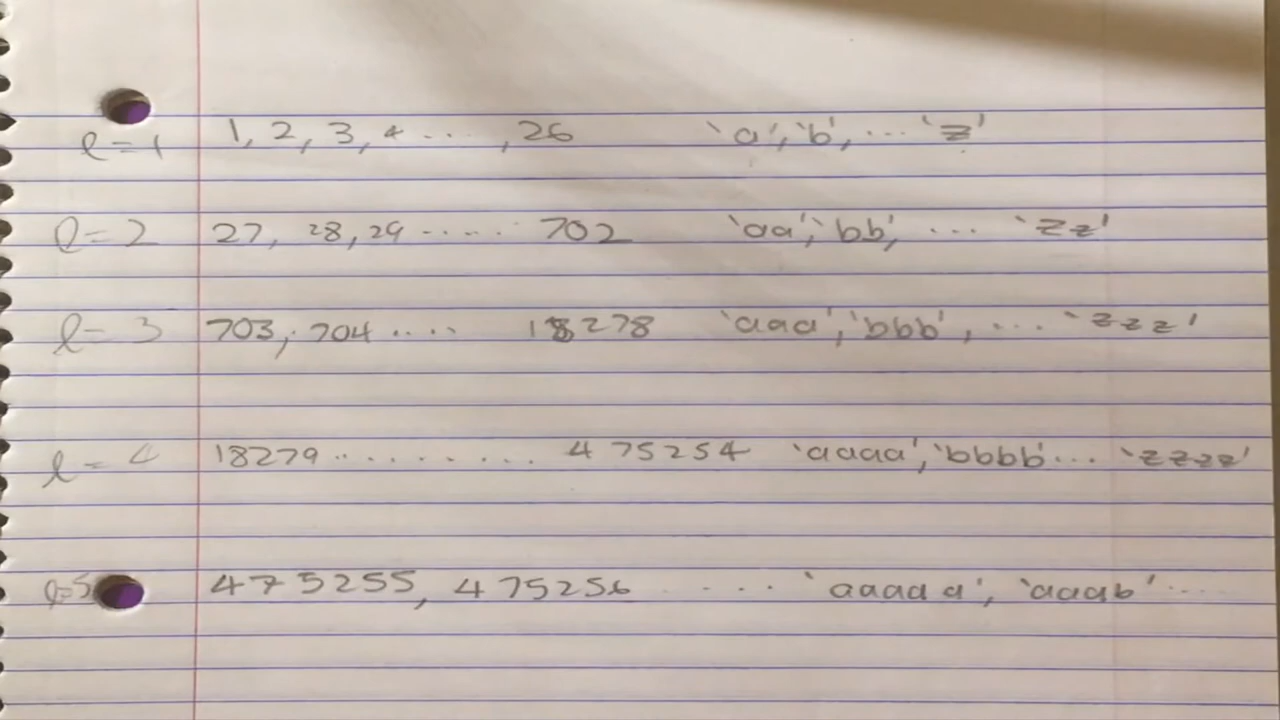 l=1 1, 2, 3, 4 ...., 26 `a', `b', ... `z'
l=2 27, 28, 29 ...... 702 `aa', `bb', ... `zz'
l=3 703, 704 .... 18278 `aaa', `bbb', ... `zzz'
l=4 18279 ......... 475254 `aaaa', `bbbb' ... `zzzz'
l=5 475255, 475256 .... `aaaaa', `aaab' ....